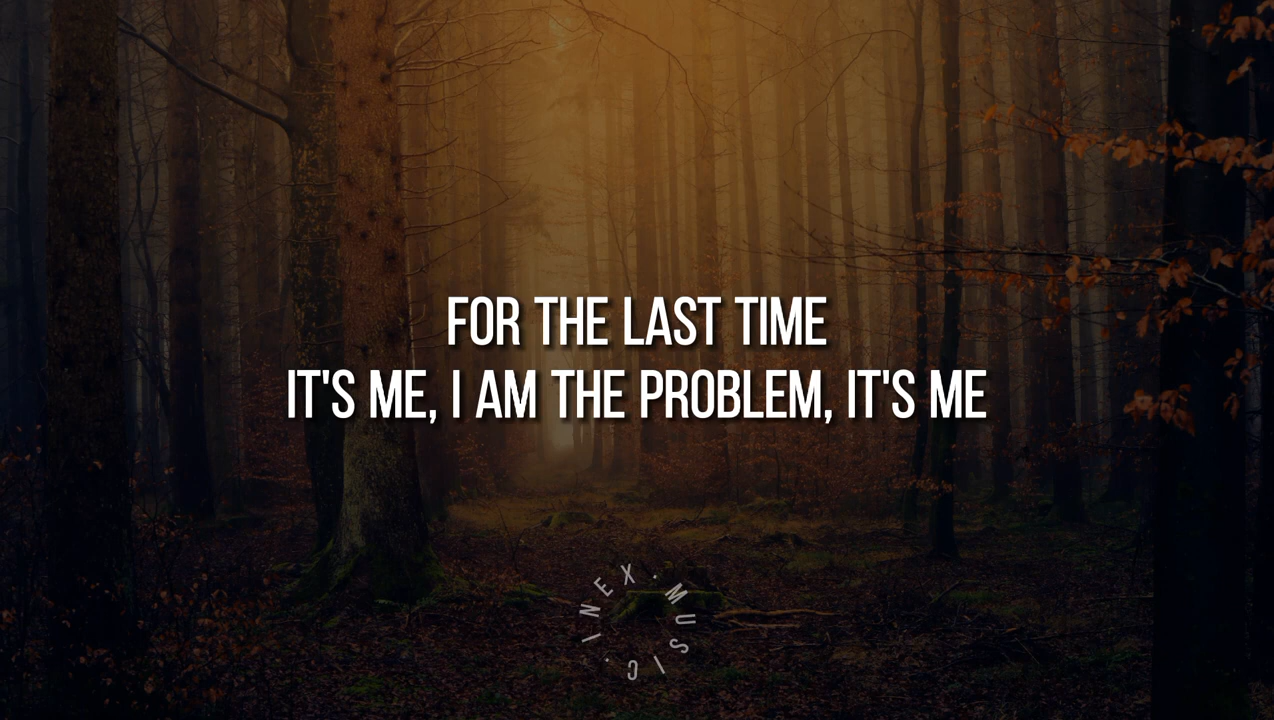 FOR THE LAST TIME
IT'S ME, I AM THE PROBLEM, IT'S ME
INEX · MUSIC ·